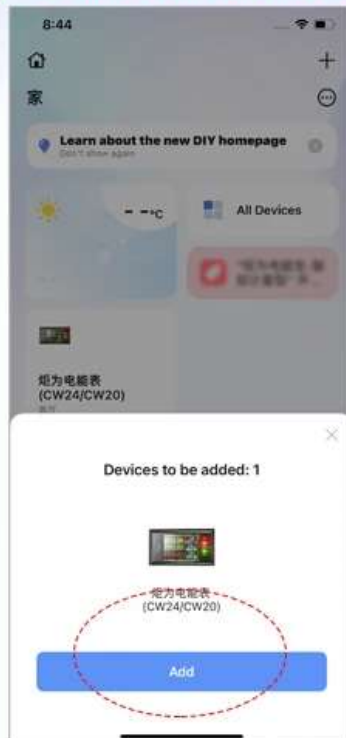 8:44
家
Learn about the new DIY homepage
Don't show again
- -°C
All Devices
炬为电能表
(CW24/CW20)
Devices to be added: 1
炬为电能表
(CW24/CW20)
Add